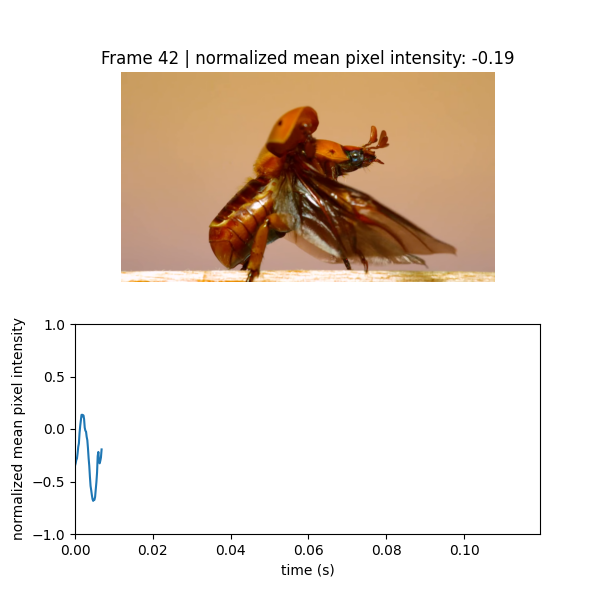 Frame 42 | normalized mean pixel intensity: -0.19
normalized mean pixel intensity
1.0
0.5
0.0
−0.5
−1.0
0.00 0.02 0.04 0.06 0.08 0.10
time (s)